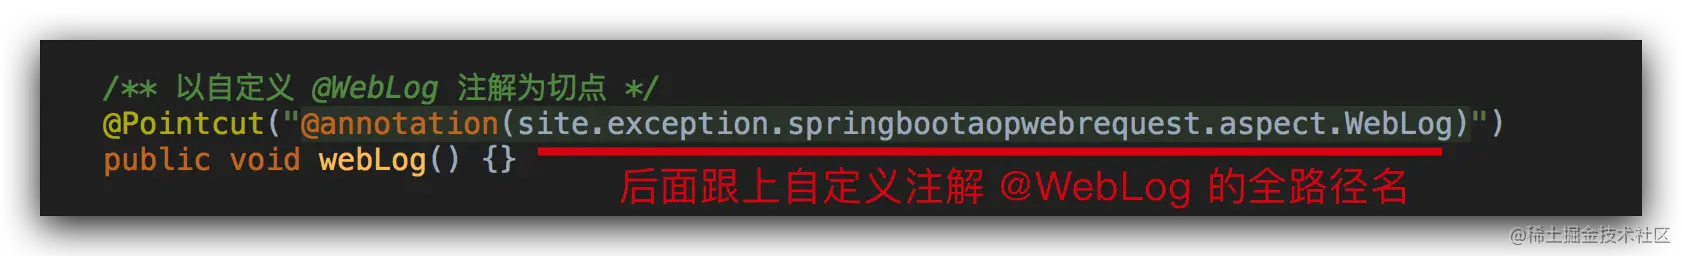 /** 以自定义 @WebLog 注解为切点 */
@Pointcut("@annotation(site.exception.springbootaopwebrequest.aspect.WebLog)")
public void webLog() {}
后面跟上自定义注解 @WebLog 的全路径名
@稀土掘金技术社区